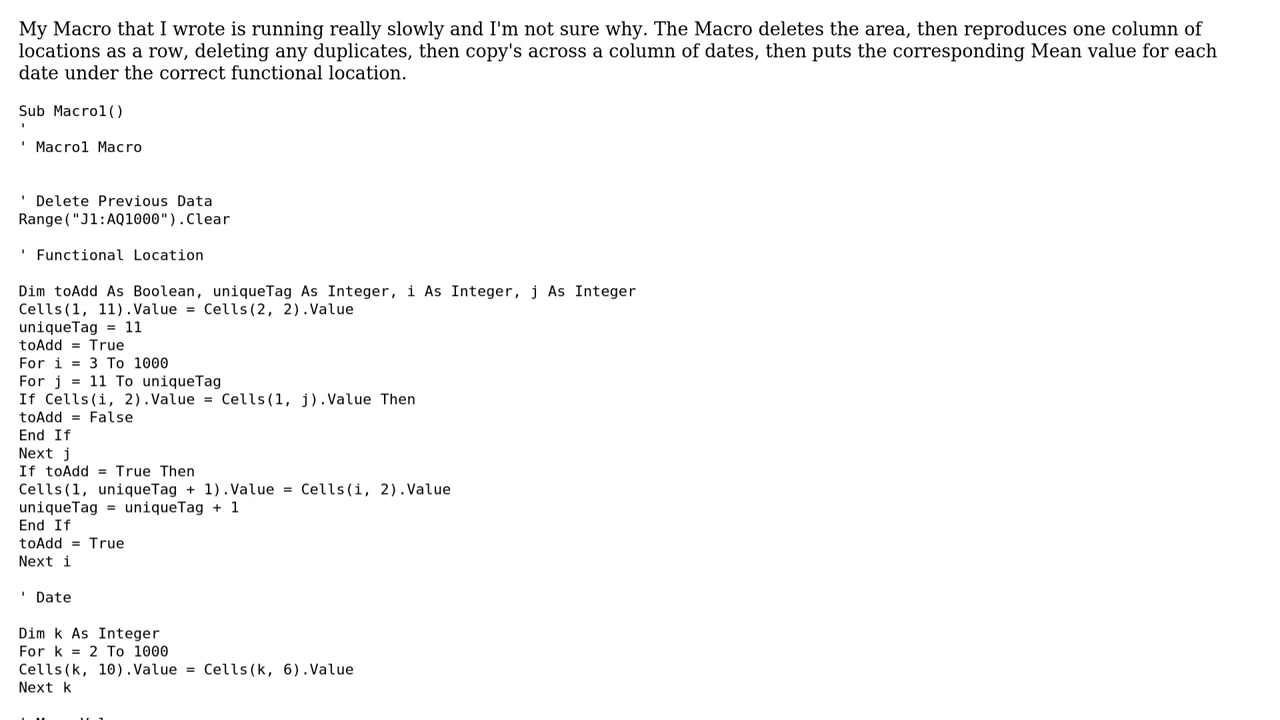 My Macro that I wrote is running really slowly and I'm not sure why. The Macro deletes the area, then reproduces one column of
locations as a row, deleting any duplicates, then copy's across a column of dates, then puts the corresponding Mean value for each
date under the correct functional location.
Sub Macro1()
'
' Macro1 Macro
' Delete Previous Data
Range("J1:AQ1000").Clear
' Functional Location
Dim toAdd As Boolean, uniqueTag As Integer, i As Integer, j As Integer
Cells(1, 11).Value = Cells(2, 2).Value
uniqueTag = 11
toAdd = True
For i = 3 To 1000
For j = 11 To uniqueTag
If Cells(i, 2).Value = Cells(1, j).Value Then
toAdd = False
End If
Next j
If toAdd = True Then
Cells(1, uniqueTag + 1).Value = Cells(i, 2).Value
uniqueTag = uniqueTag + 1
End If
toAdd = True
Next i
' Date
Dim k As Integer
For k = 2 To 1000
Cells(k, 10).Value = Cells(k, 6).Value
Next k